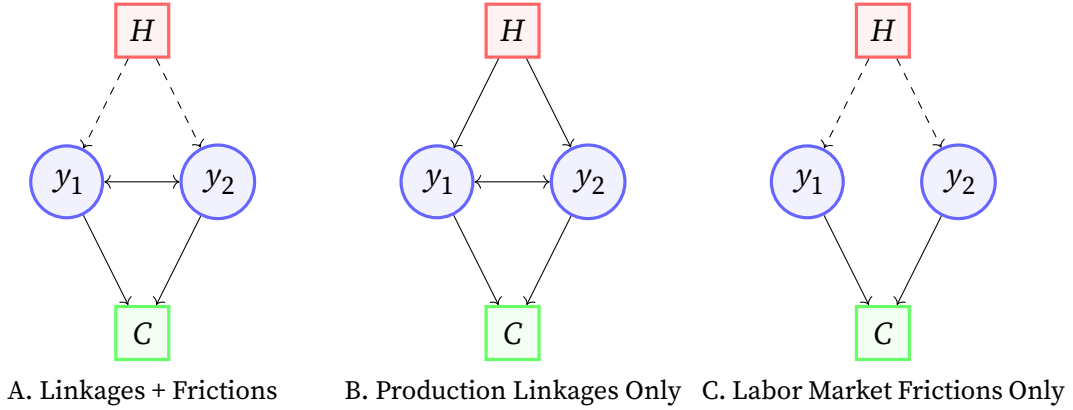 H
H
H
y1
y2
y1
y2
y1
y2
C
C
C
A. Linkages + Frictions
B. Production Linkages Only
C. Labor Market Frictions Only